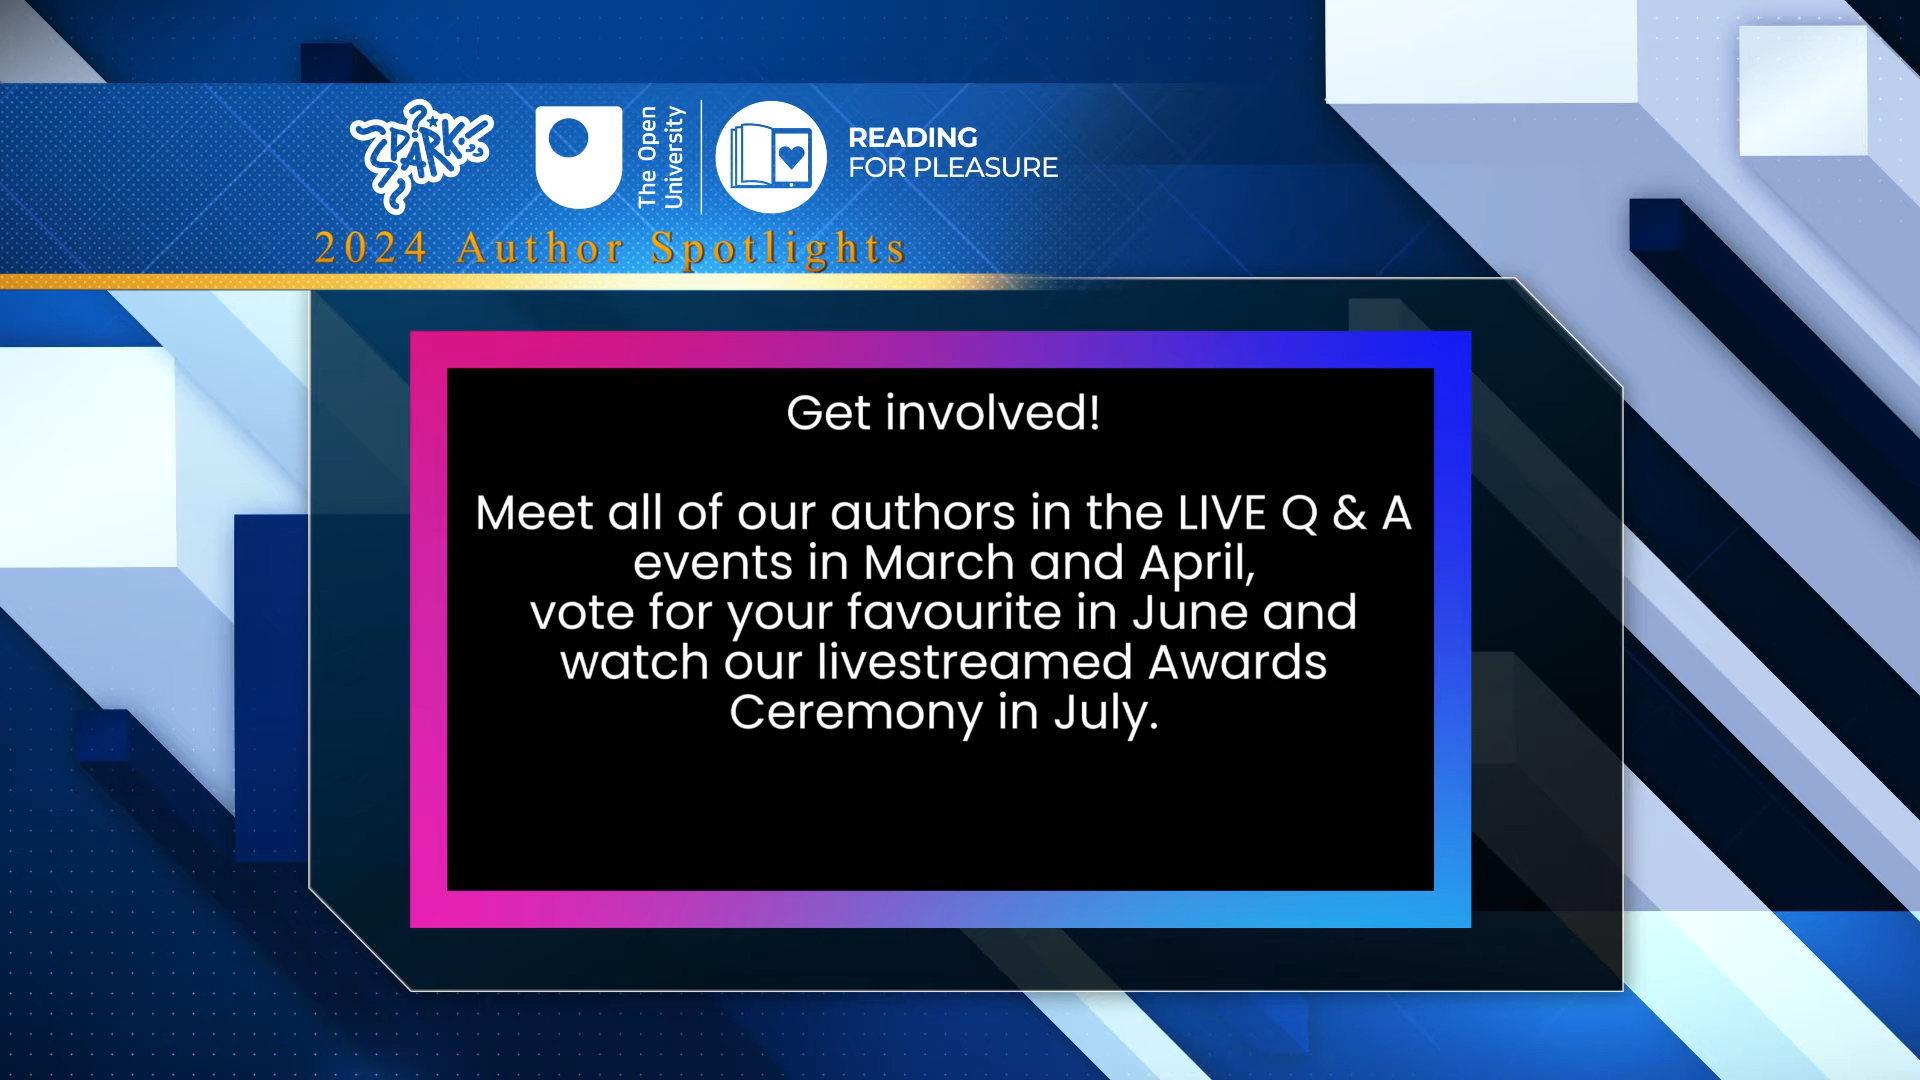 SPARK
The Open
University
READING
FOR PLEASURE
2024 Author Spotlights
Get involved!
Meet all of our authors in the LIVE Q & A
events in March and April,
vote for your favourite in June and
watch our livestreamed Awards
Ceremony in July.